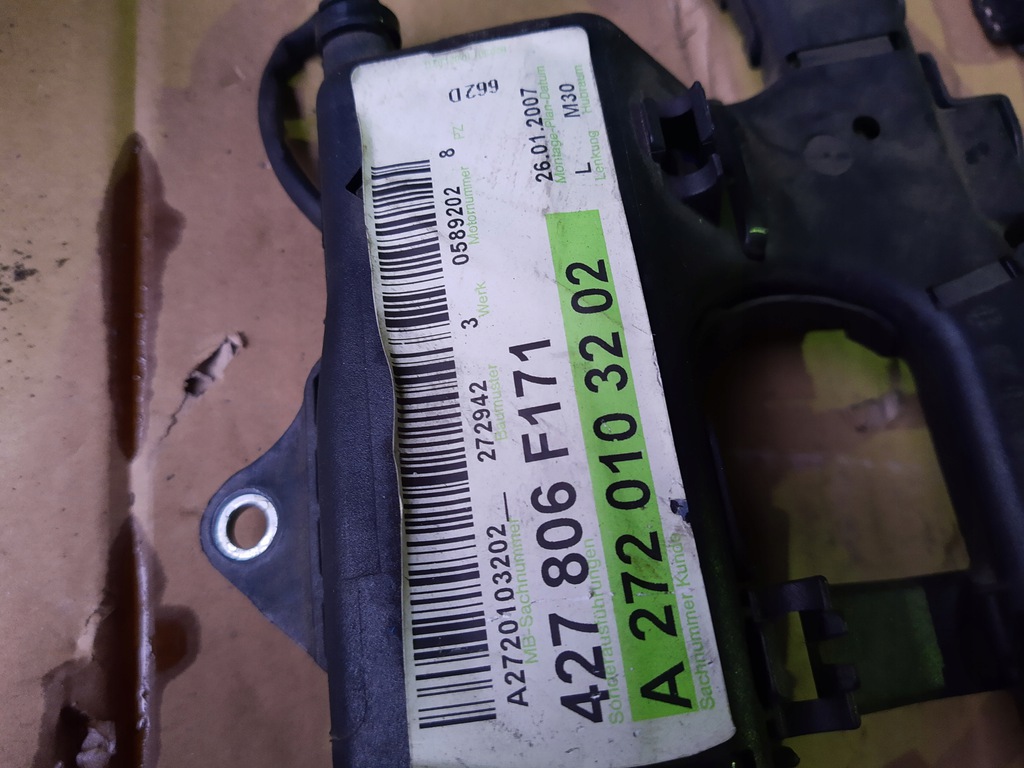 A2720103202 — 272942 3 0589202 8 662 D
MB-Sachnummer Baumuster Werk Motornummer PZ
427 806 F171 26.01.2007
Sonderausführungen Montage-Plan-Datum
A 272 010 32 02 L M30
Sachnummer Kunde Lenkung